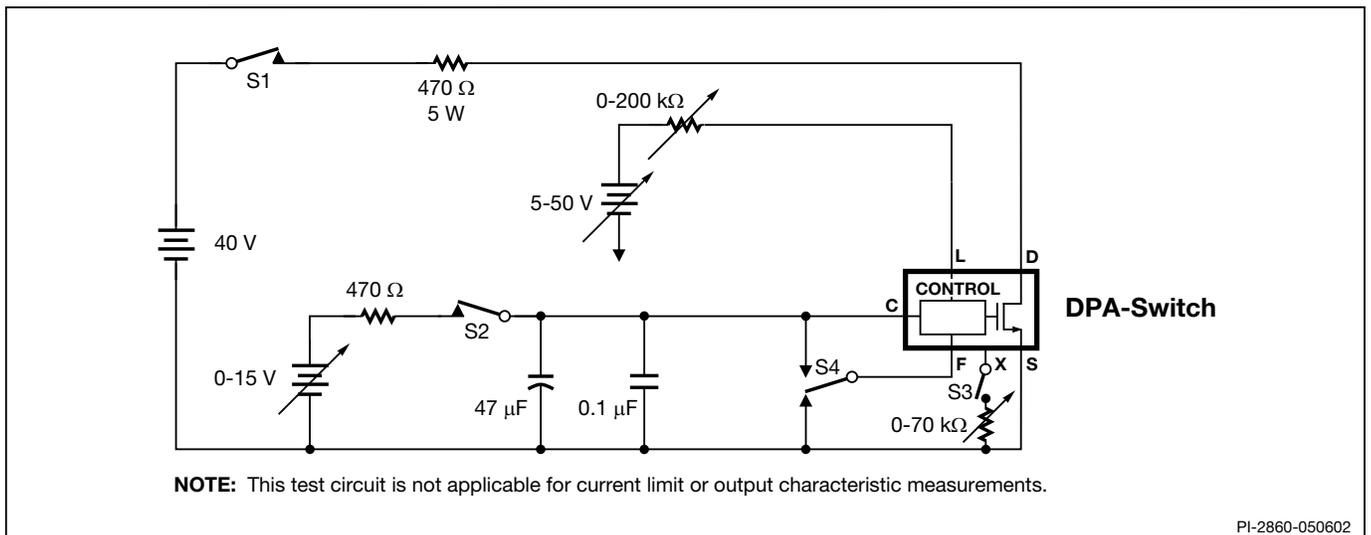 S1
470 Ω
5 W
0-200 kΩ
5-50 V
40 V
L
D
CONTROL
C
DPA-Switch
470 Ω
S2
F
X
S
S4
S3
0-15 V
47 µF
0.1 µF
0-70 kΩ
NOTE: This test circuit is not applicable for current limit or output characteristic measurements.
PI-2860-050602